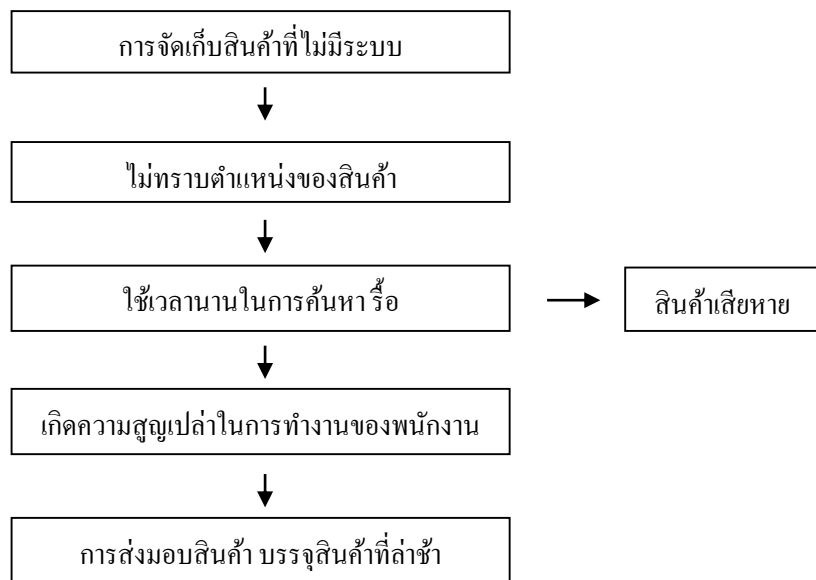 การจัดเก็บสินค้าที่ไม่มีระบบ
ไม่ทราบตำแหน่งของสินค้า
ใช้เวลานานในการค้นหา รื้อ
สินค้าเสียหาย
เกิดความสูญเปล่าในการทำงานของพนักงาน
การส่งมอบสินค้า บรรจุสินค้าที่ล่าช้า